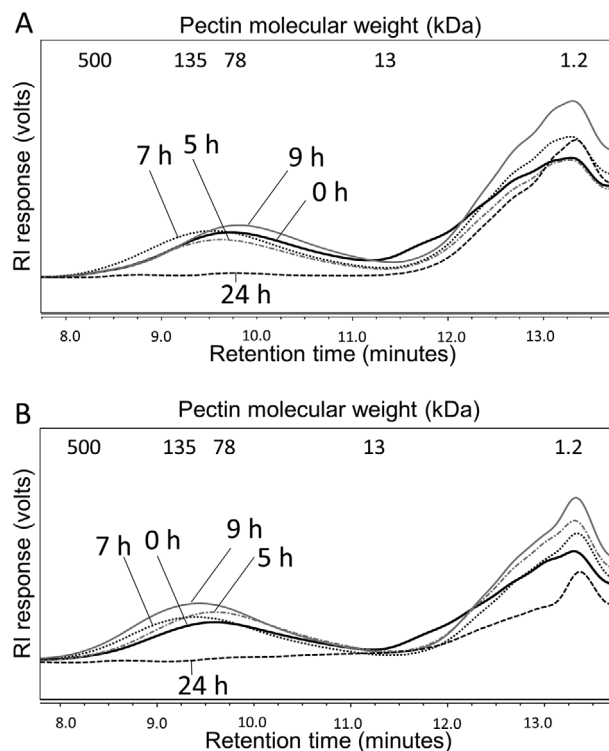 A
Pectin molecular weight (kDa)
500 135 78 13 1.2
RI response (volts)
5 h
7 h
9 h
0 h
24 h
8.0 9.0 10.0 11.0 12.0 13.0
Retention time (minutes)
B
Pectin molecular weight (kDa)
500 135 78 13 1.2
RI response (volts)
9 h
0 h
7 h
5 h
24 h
8.0 9.0 10.0 11.0 12.0 13.0
Retention time (minutes)